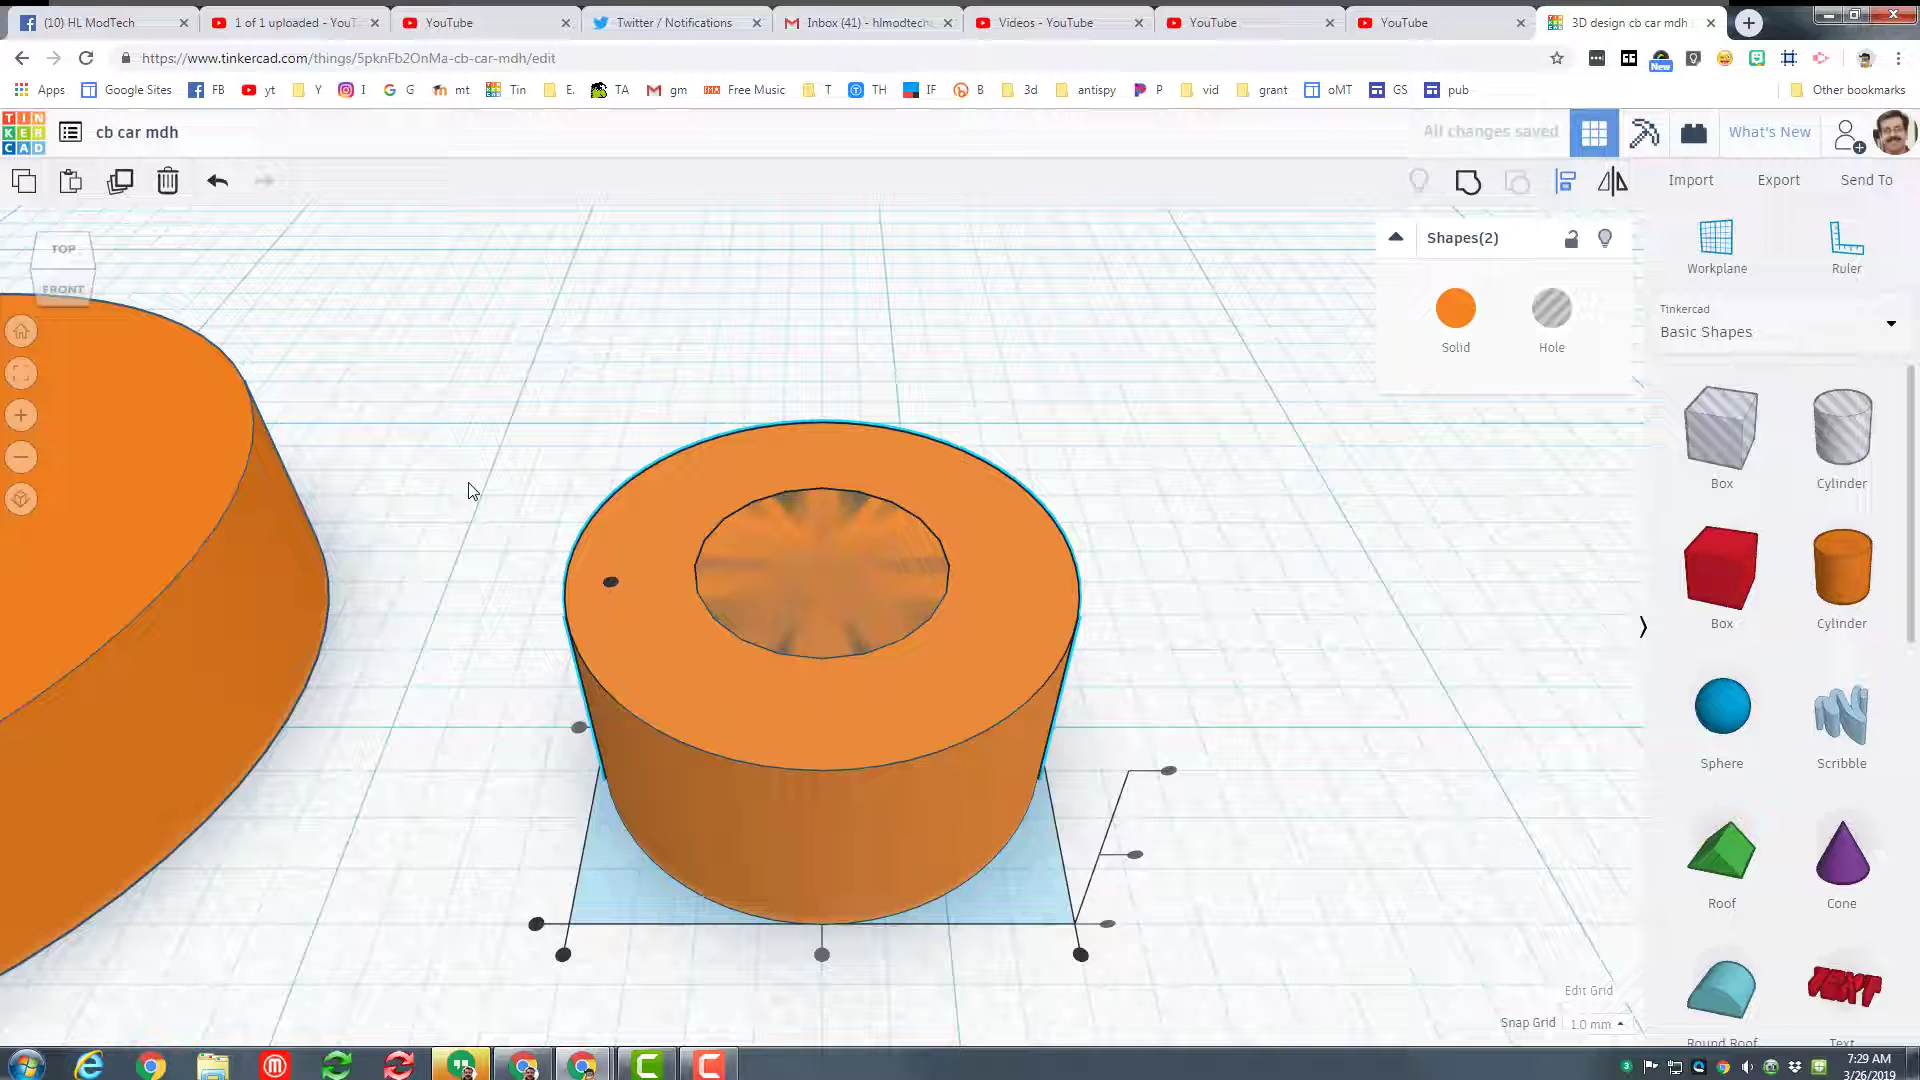 (10) HL ModTech
1 of 1 uploaded - YouT
YouTube
Twitter / Notifications
Inbox (41) - hlmodtech
Videos - YouTube
YouTube
YouTube
3D design cb car mdh
https://www.tinkercad.com/things/5pknFb2OnMa-cb-car-mdh/edit
New
Apps
Google Sites
FB
yt
Y
I
G
mt
Tin
E.
TA
gm
Free Music
T
TH
IF
B
3d
antispy
P
vid
grant
oMT
GS
pub
Other bookmarks
TIN
KER
CAD
cb car mdh
All changes saved
What's New
Import
Export
Send To
TOP
FRONT
Shapes(2)
Solid
Hole
Workplane
Ruler
Tinkercad
Basic Shapes
Box
Cylinder
Box
Cylinder
Sphere
Scribble
Roof
Cone
TEXT
Round Roof
Text
Edit Grid
Snap Grid
1.0 mm
7:29 AM
3/26/2019